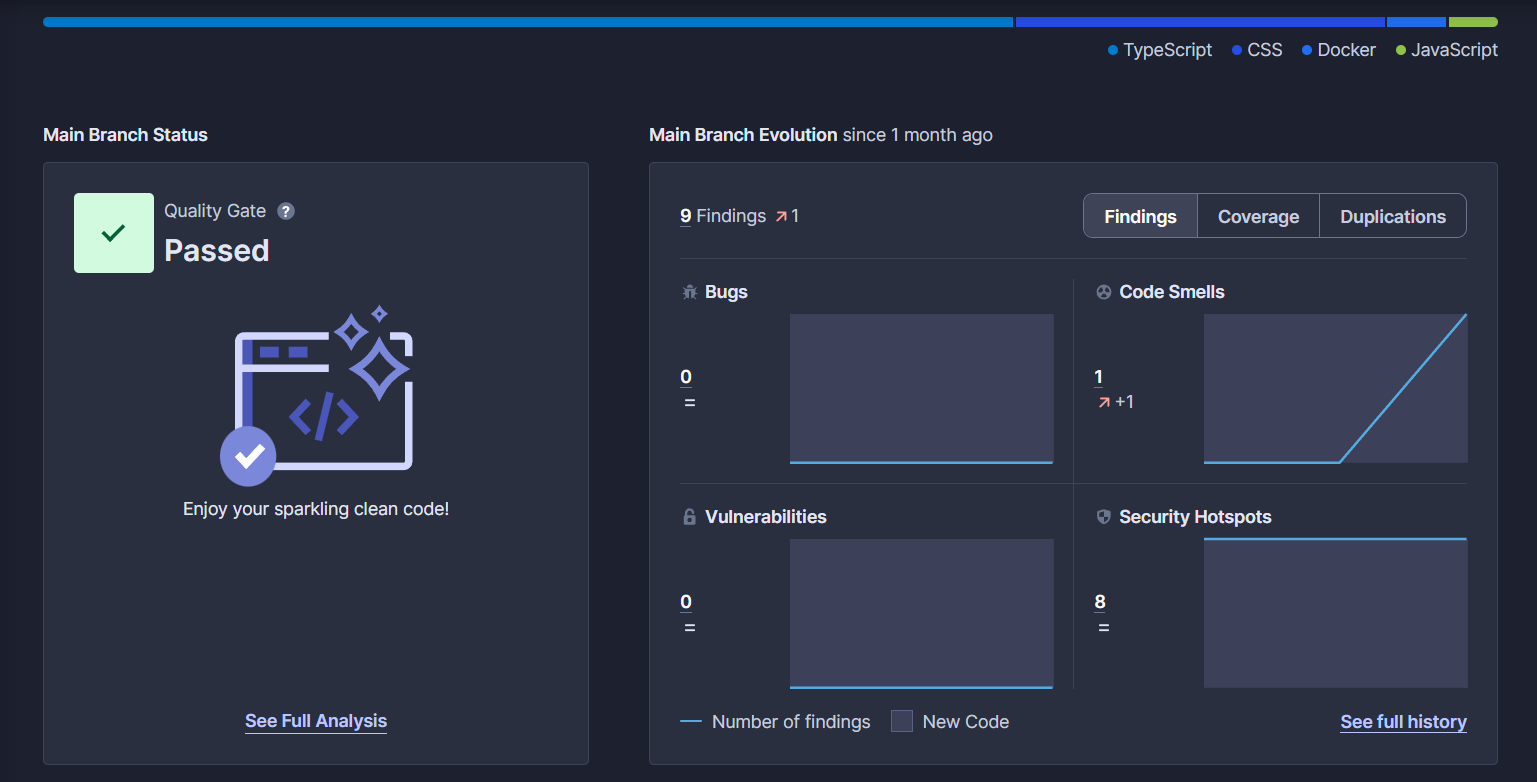 TypeScript CSS Docker JavaScript
Main Branch Status
Quality Gate ?
Passed
</>
Enjoy your sparkling clean code!
See Full Analysis
Main Branch Evolution since 1 month ago
9 Findings 1
Findings Coverage Duplications
Bugs
0
=
Code Smells
1
+1
Vulnerabilities
0
=
Security Hotspots
8
=
Number of findings New Code
See full history